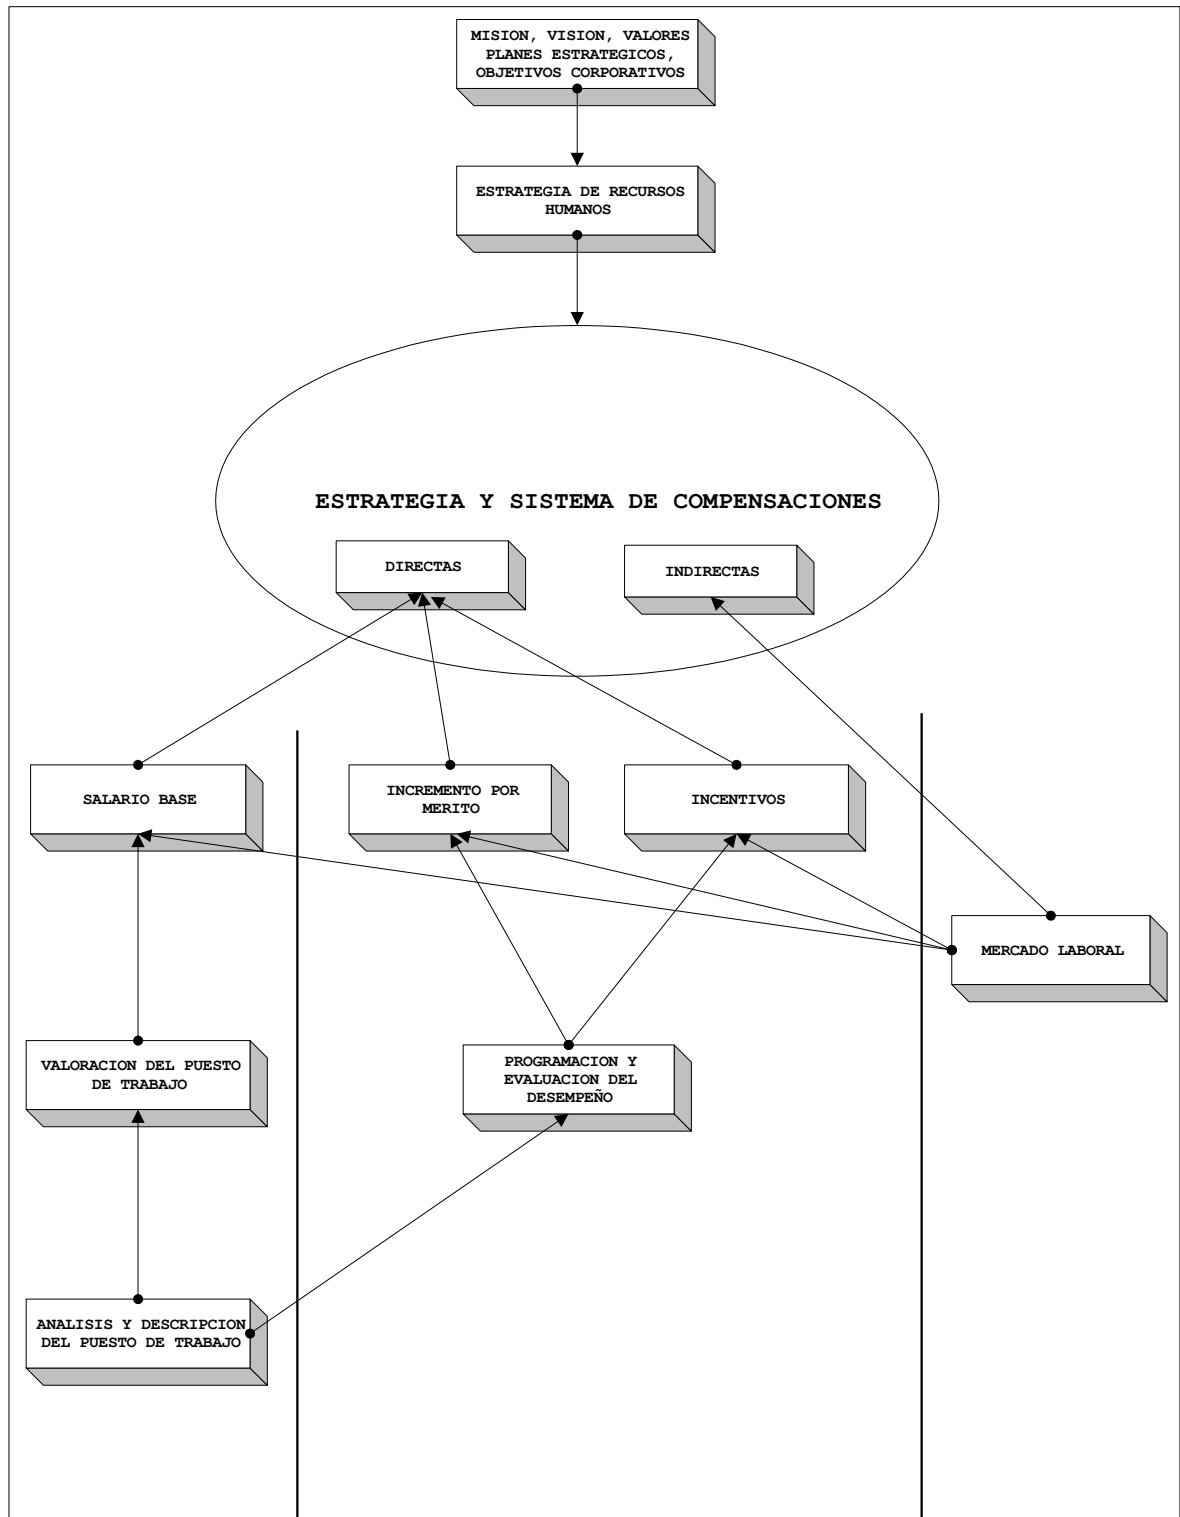 MISION, VISION, VALORES
PLANES ESTRATEGICOS,
OBJETIVOS CORPORATIVOS
ESTRATEGIA DE RECURSOS
HUMANOS
ESTRATEGIA Y SISTEMA DE COMPENSACIONES
DIRECTAS
INDIRECTAS
SALARIO BASE
INCREMENTO POR
MERITO
INCENTIVOS
MERCADO LABORAL
VALORACION DEL PUESTO
DE TRABAJO
PROGRAMACION Y
EVALUACION DEL
DESEMPEÑO
ANALISIS Y DESCRIPCION
DEL PUESTO DE TRABAJO